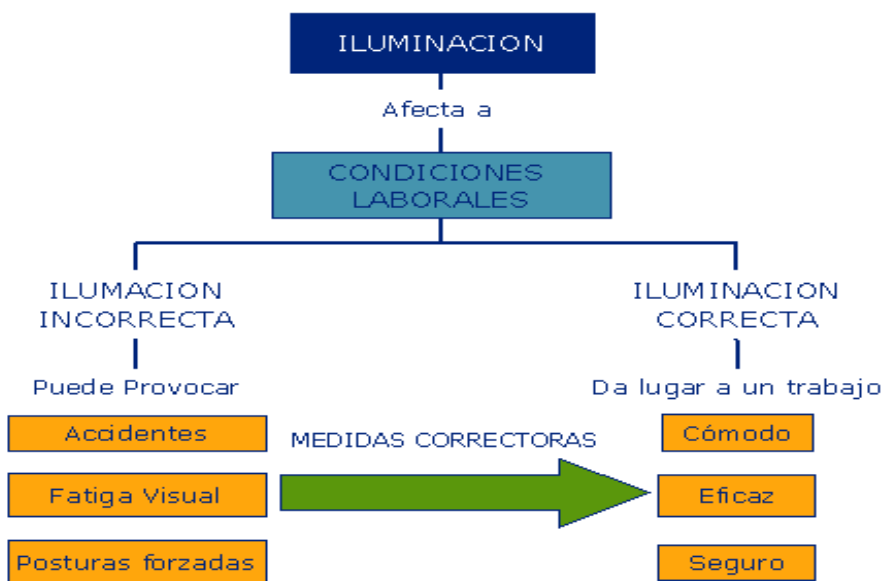 ILUMINACION
Afecta a
CONDICIONES
LABORALES
ILUMACION
INCORRECTA
Puede Provocar
Accidentes
Fatiga Visual
Posturas forzadas
MEDIDAS CORRECTORAS
ILUMINACION
CORRECTA
Da lugar a un trabajo
Cómodo
Eficaz
Seguro